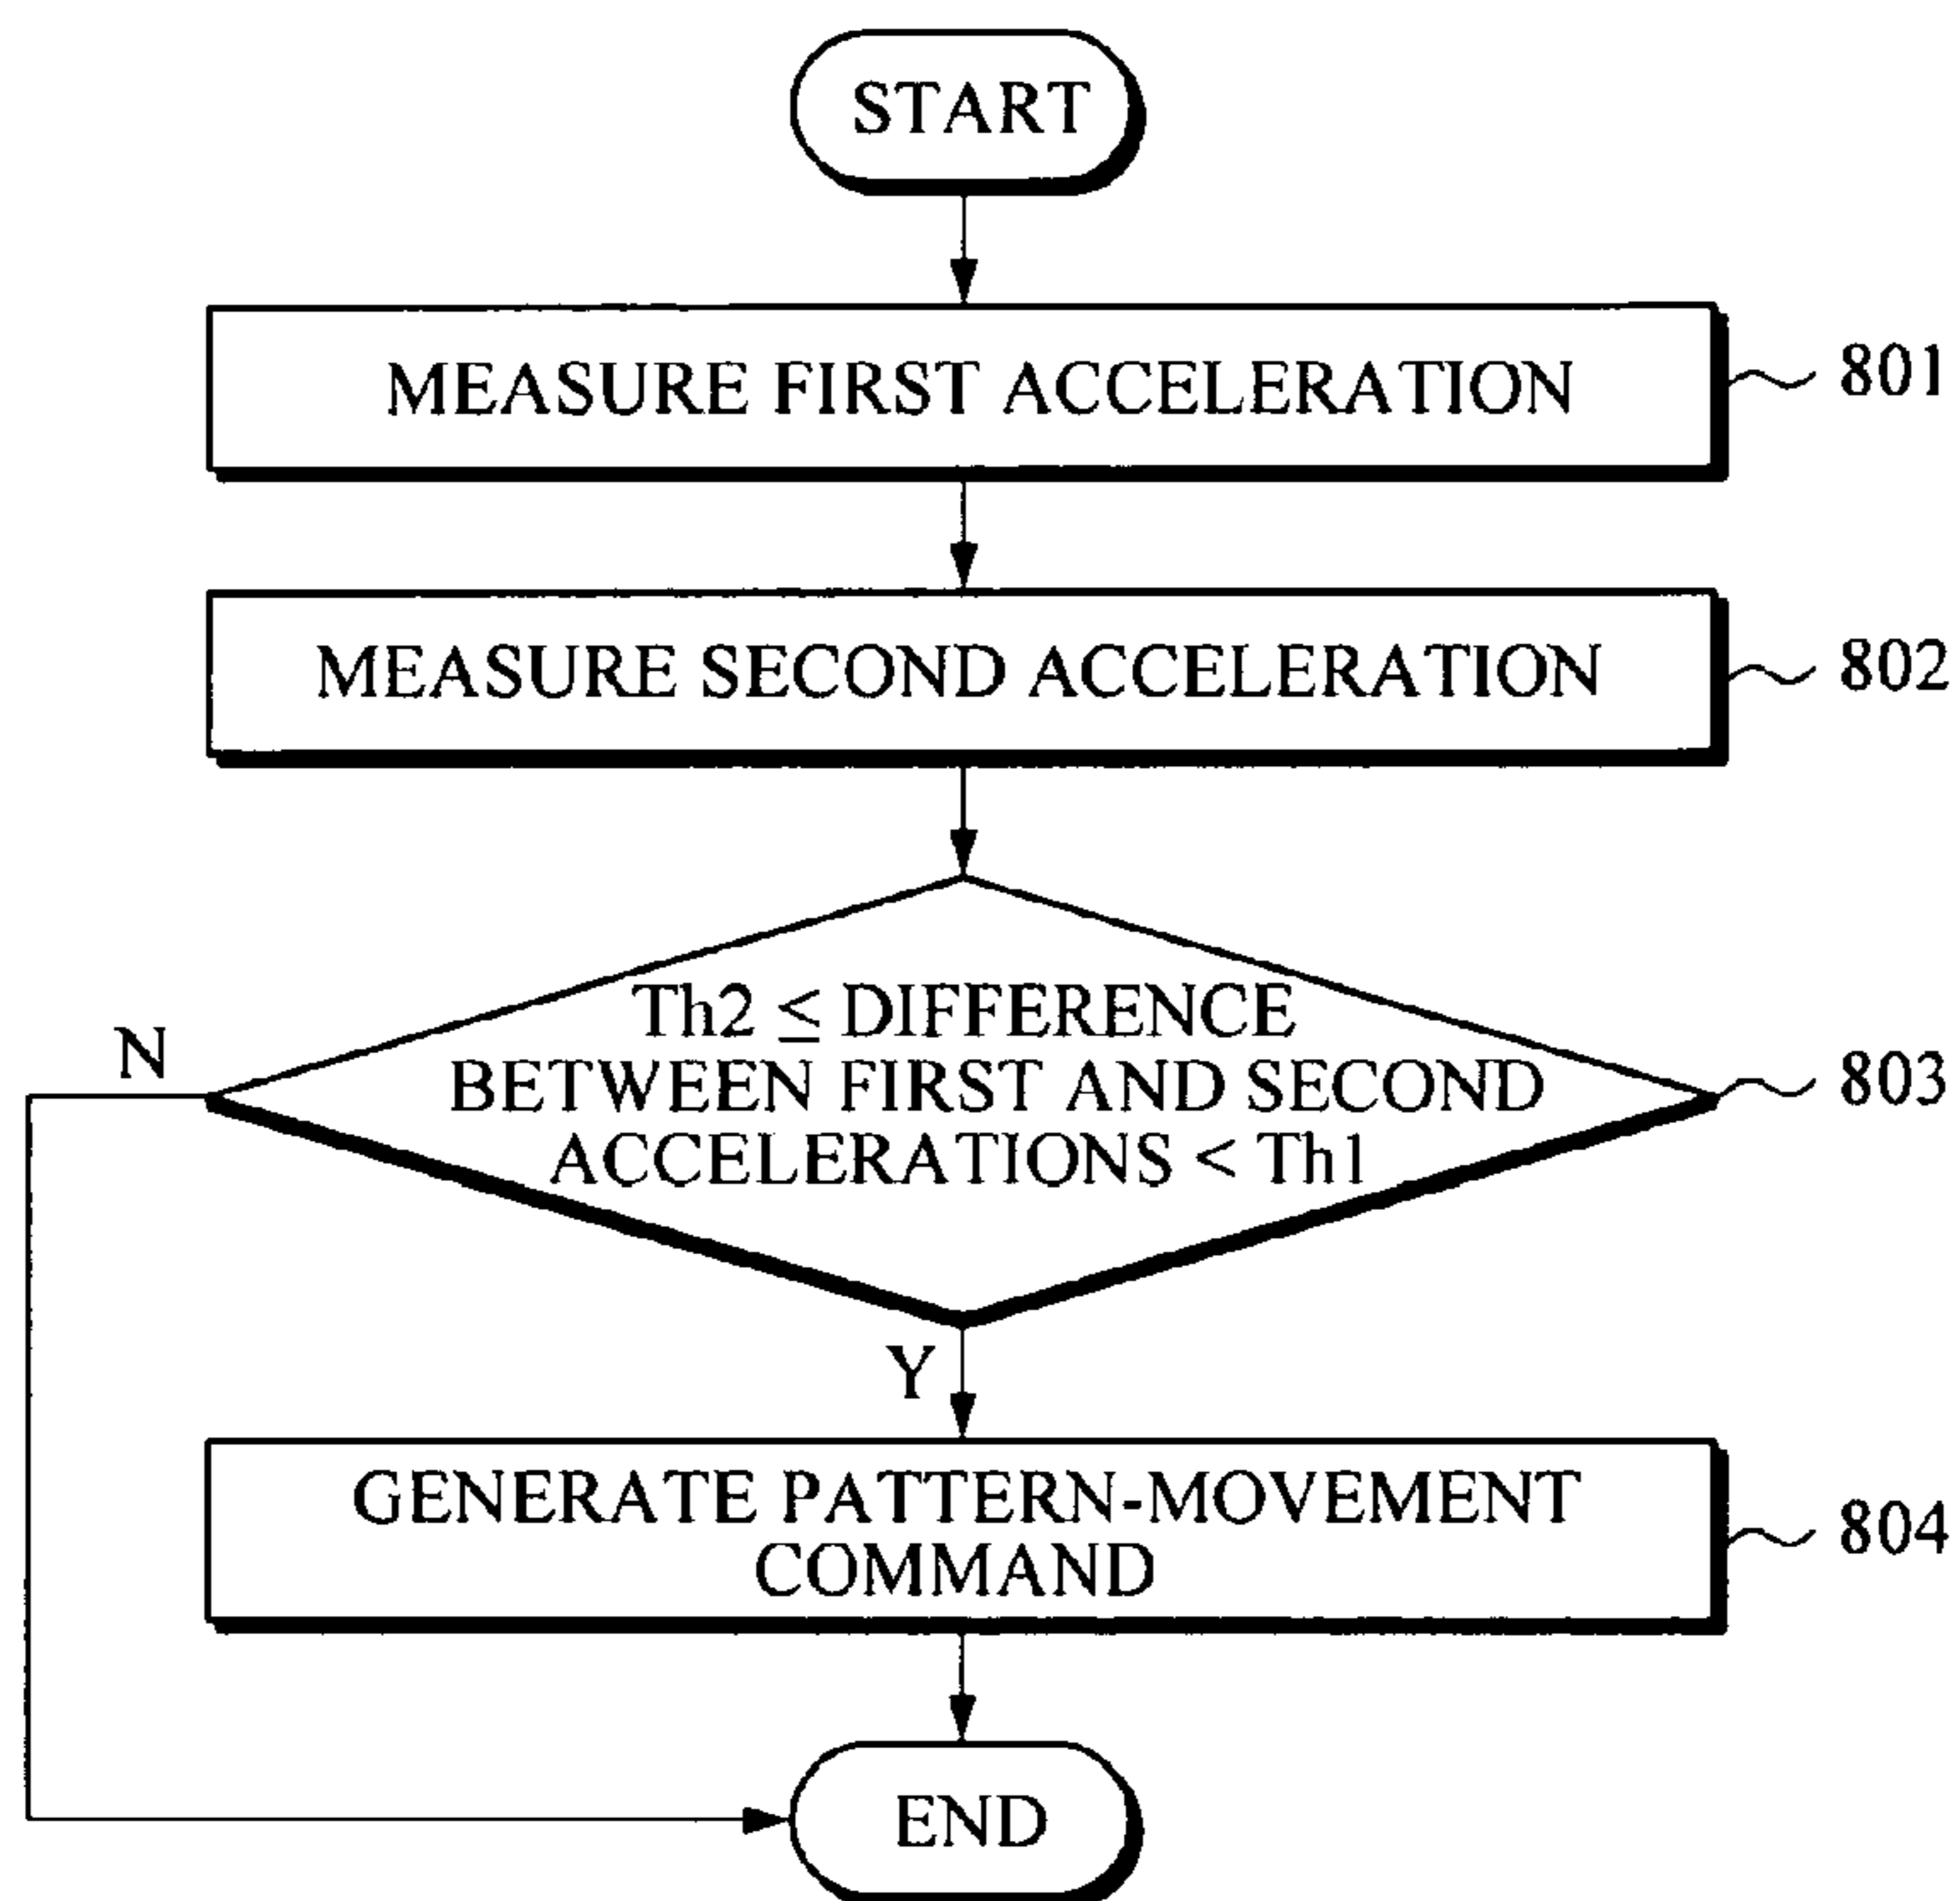 START
MEASURE FIRST ACCELERATION
801
MEASURE SECOND ACCELERATION
802
Th2 ≤ DIFFERENCE
BETWEEN FIRST AND SECOND
ACCELERATIONS < Th1
803
N
Y
GENERATE PATTERN-MOVEMENT
COMMAND
804
END